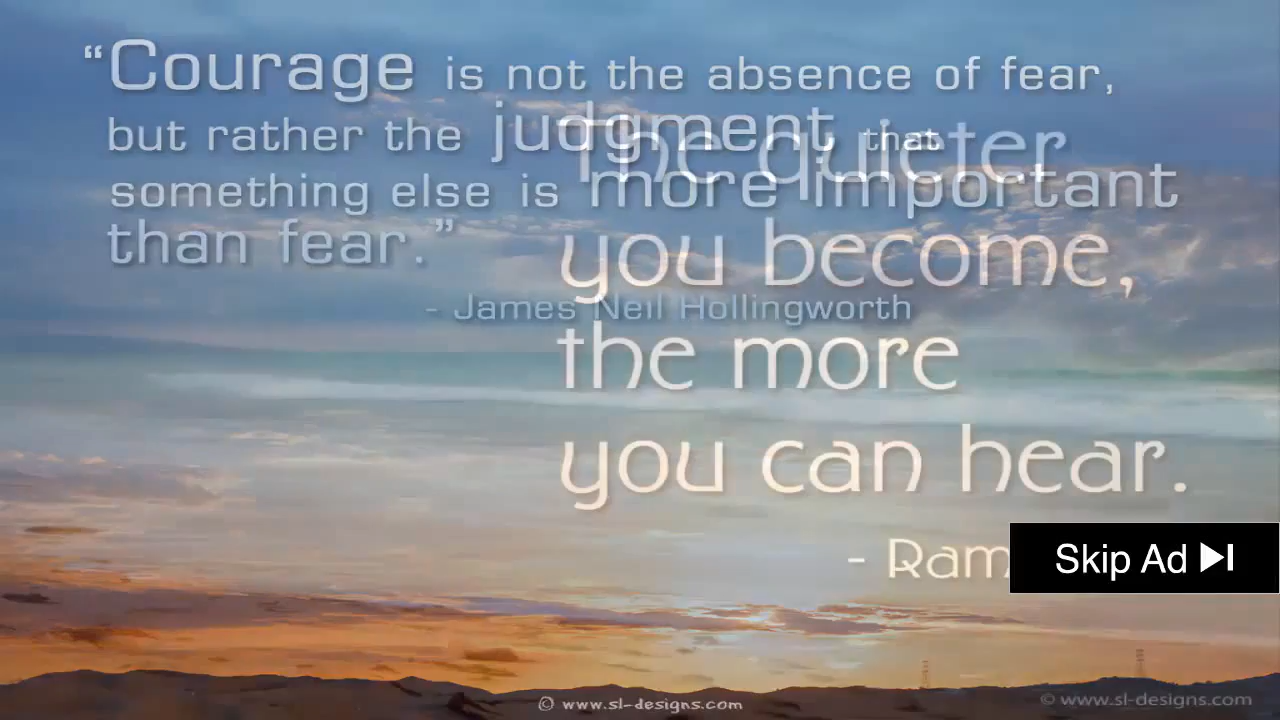 “Courage is not the absence of fear,
but rather the judgment, that
something else is more important
than fear.”
- James Neil Hollingworth
The quieter
you become,
the more
you can hear.
- Ram
Skip Ad
© www.sl-designs.com
© www.sl-designs.com